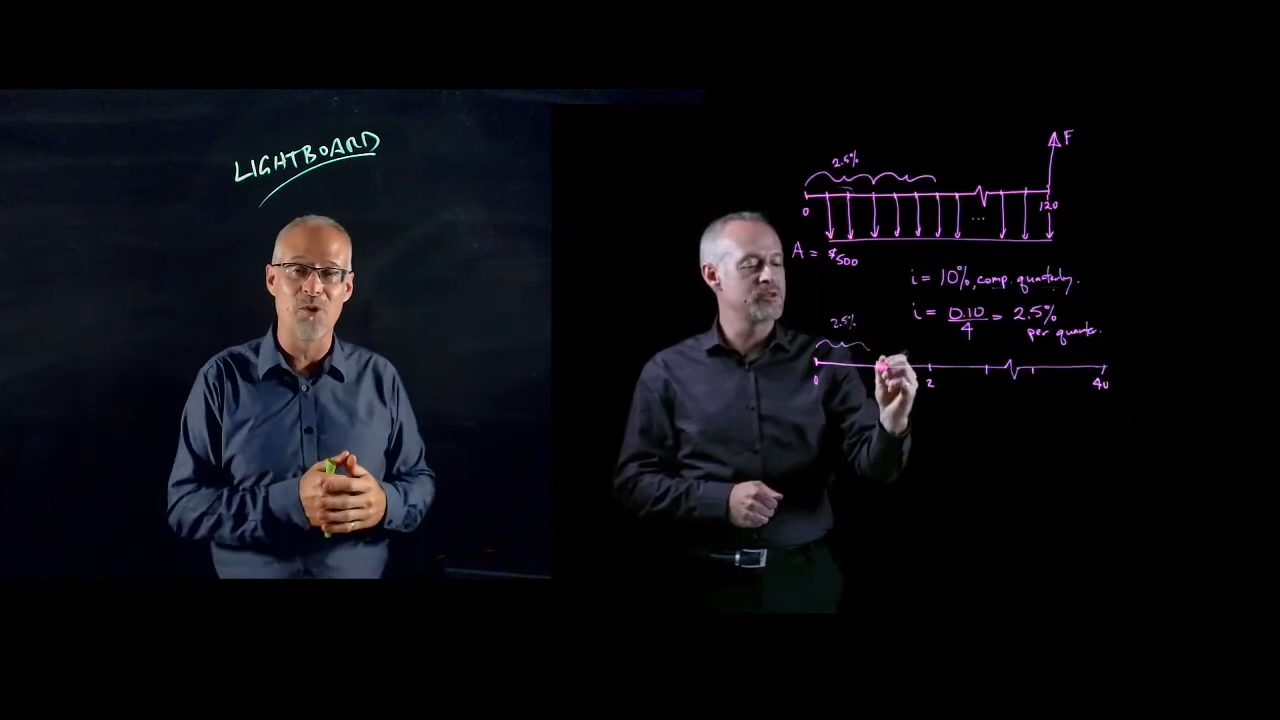 LIGHTBOARD
F
2.5%
0
120
...
A = $500
i = 10%, comp. quarterly.
i = 0.10/4 = 2.5% per quarter.
2.5%
0
2
40